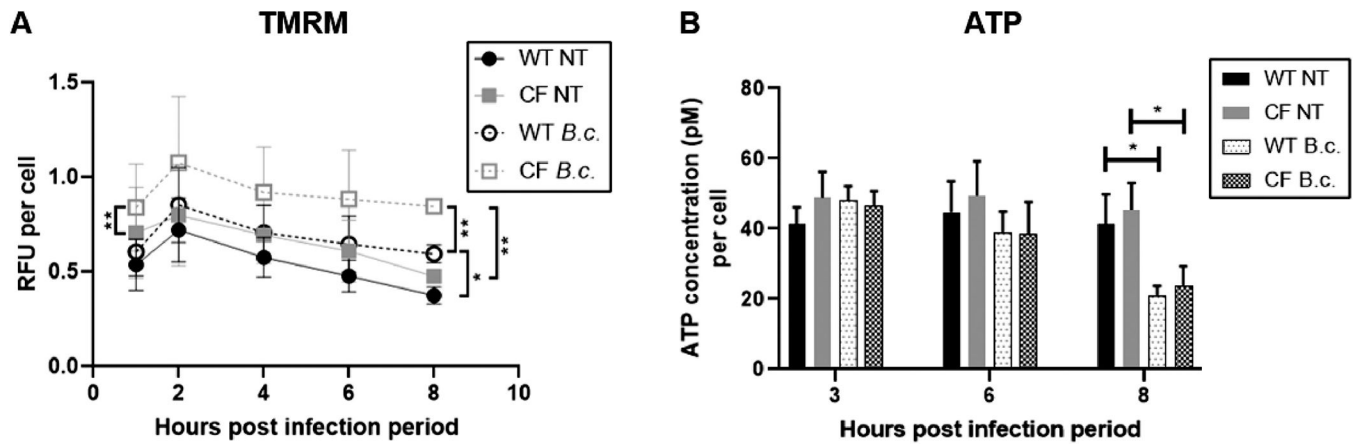 A
TMRM
WT NT
CF NT
WT B.c.
CF B.c.
RFU per cell
1.5
1.0
0.5
0.0
**
**
**
*
0
2
4
6
8
10
Hours post infection period
B
ATP
WT NT
CF NT
WT B.c.
CF B.c.
ATP concentration (pM)
per cell
80
60
40
20
0
*
*
3
6
8
Hours post infection period